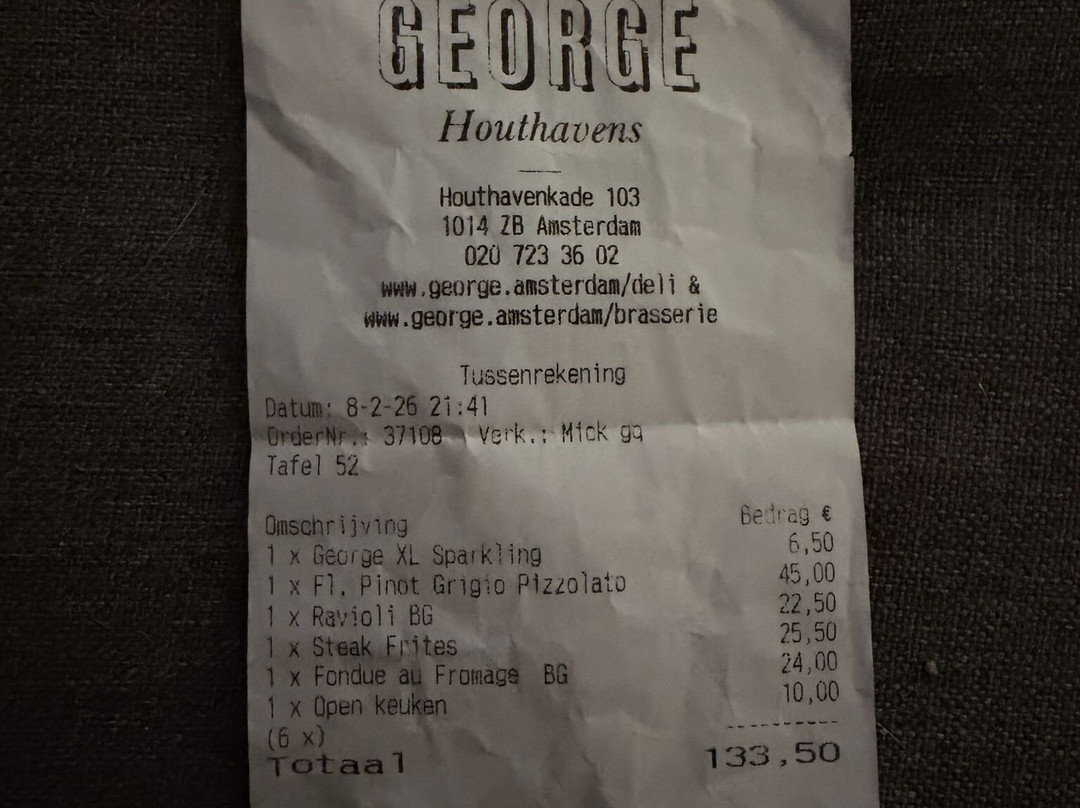 GEORGE
Houthavens
Houthavenkade 103
1014 ZB Amsterdam
020 723 36 02
www.george.amsterdam/deli &
www.george.amsterdam/brasserie
Tussenrekening
Datum: 8-2-26 21:41
OrderNr.: 37108 Verk.: Mick gq
Tafel 52
Omschrijving Bedrag €
1 x George XL Sparkling 6,50
1 x Fl. Pinot Grigio Pizzolato 45,00
1 x Ravioli BG 22,50
1 x Steak Frites 25,50
1 x Fondue au Fromage BG 24,00
1 x Open keuken 10,00
(6 x) ----------
Totaal 133,50